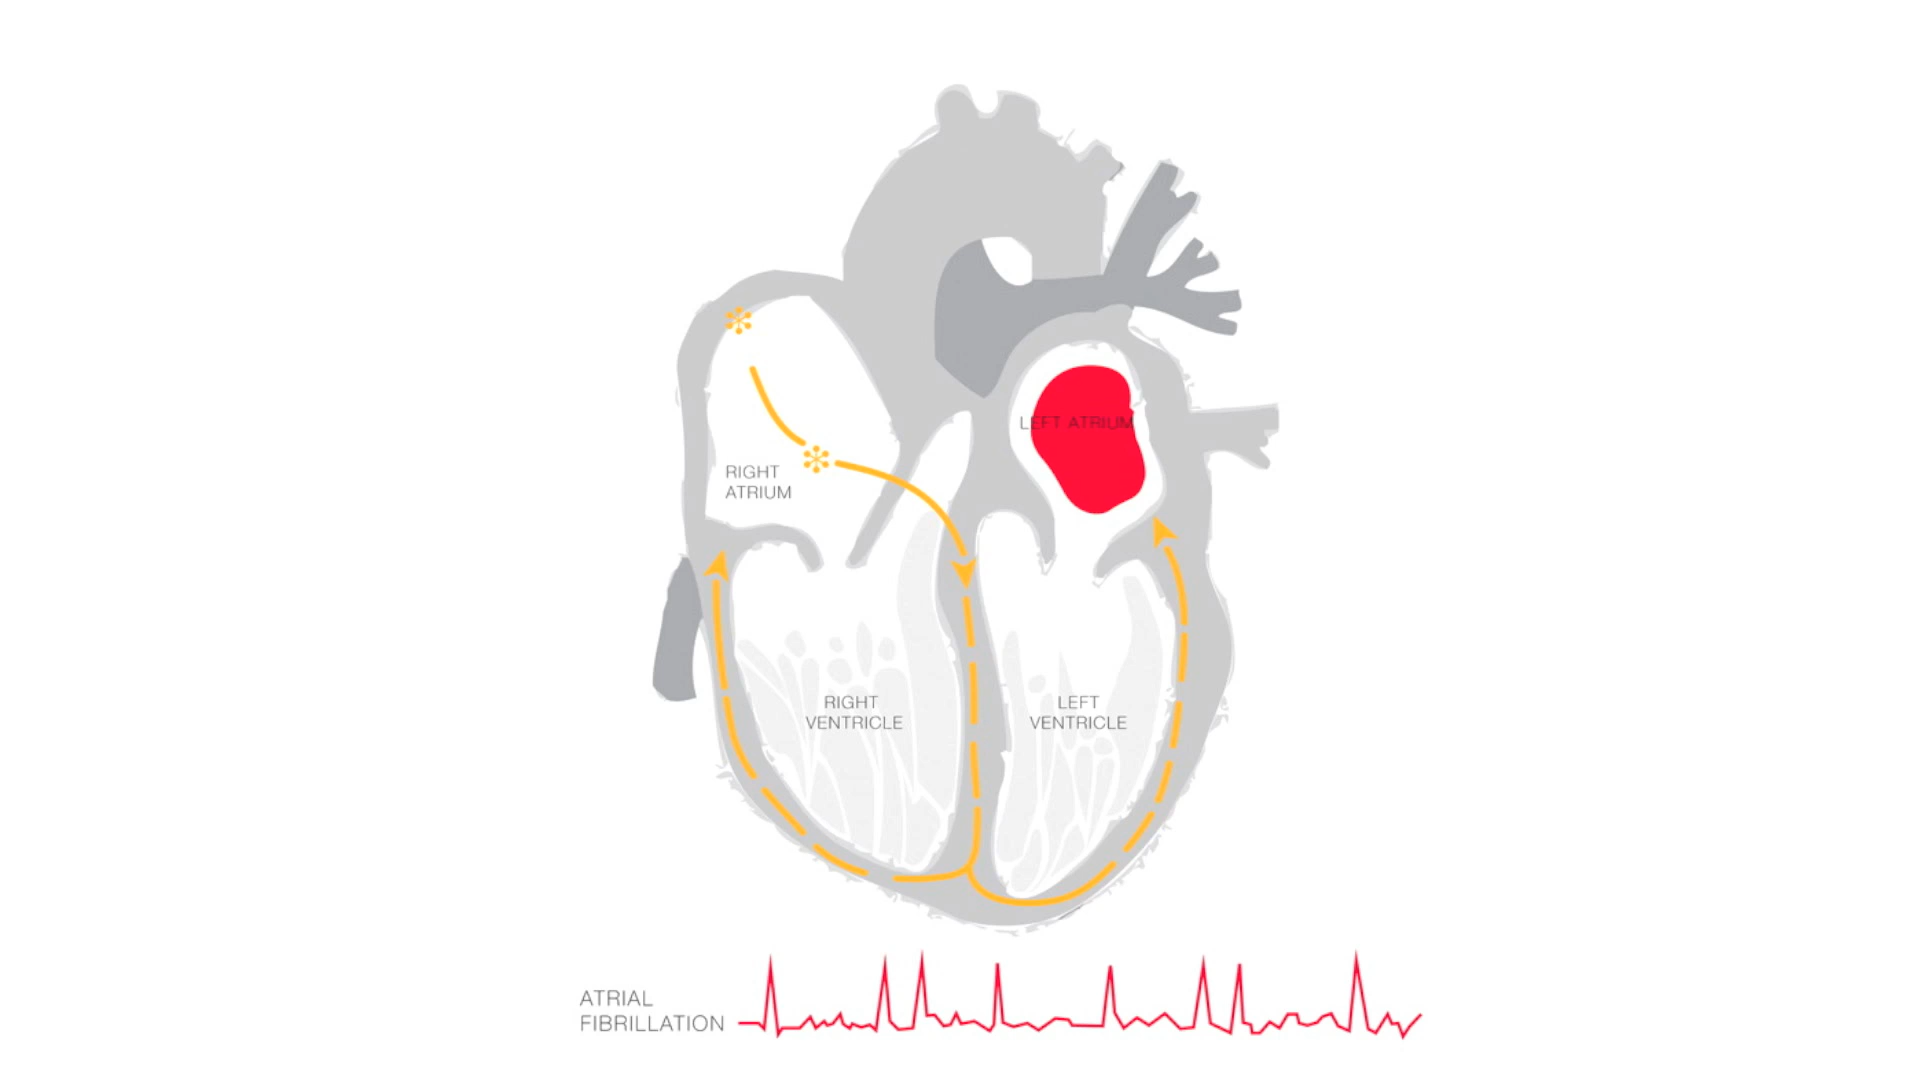 LEFT ATRIUM
RIGHT
ATRIUM
RIGHT
VENTRICLE
LEFT
VENTRICLE
ATRIAL
FIBRILLATION